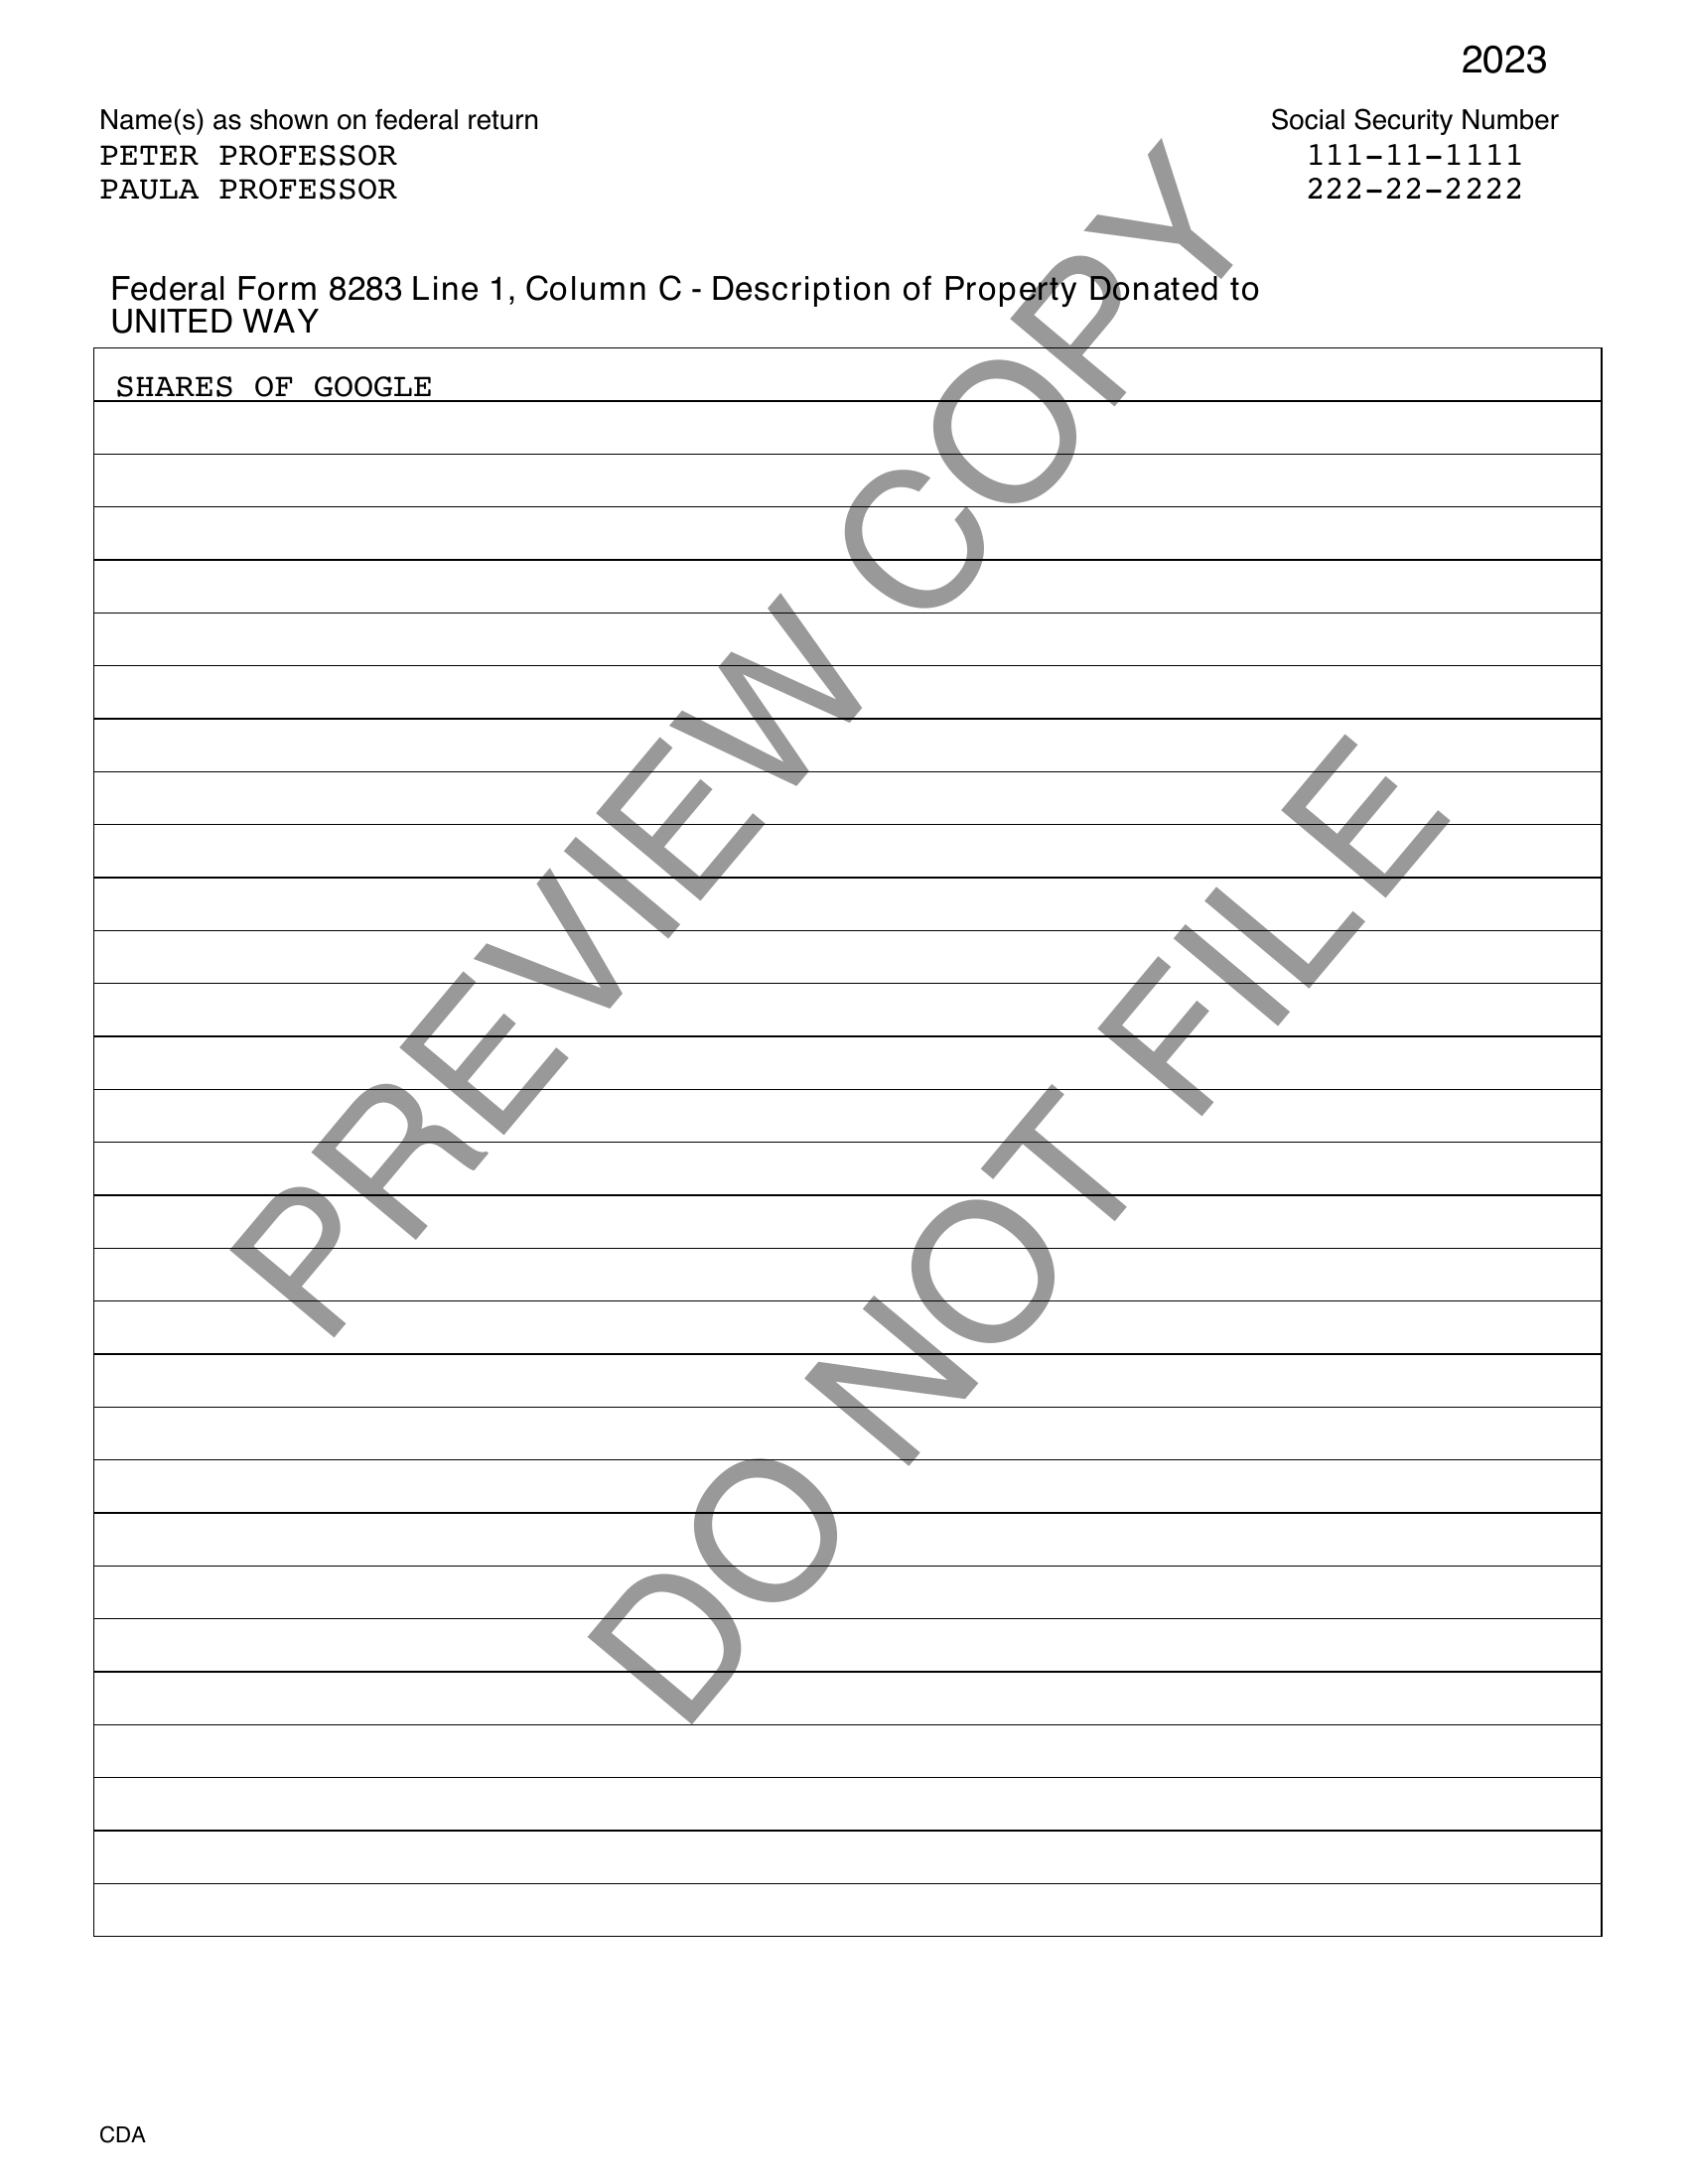 2023
Name(s) as shown on federal return
Social Security Number
PETER PROFESSOR
111-11-1111
PAULA PROFESSOR
222-22-2222
Federal Form 8283 Line 1, Column C - Description of Property Donated to
UNITED WAY
SHARES OF GOOGLE
PREVIEW COPY
DO NOT FILE
CDA